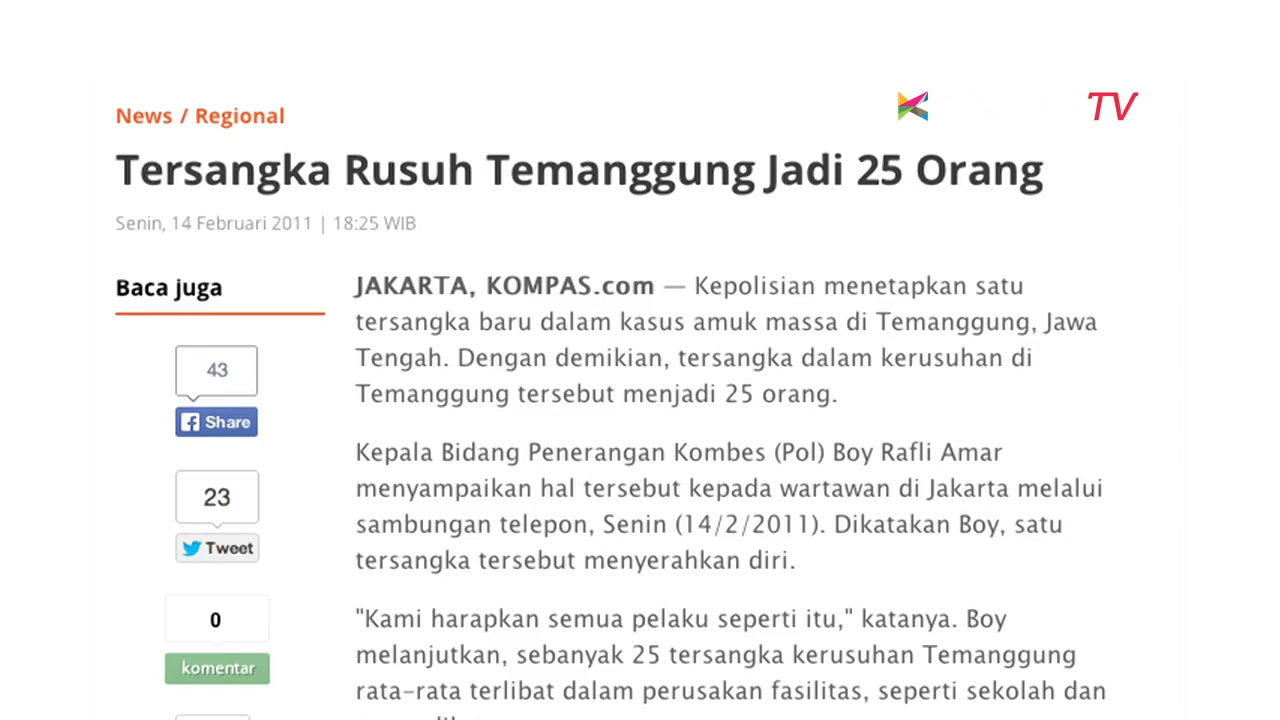 News / Regional
TV
Tersangka Rusuh Temanggung Jadi 25 Orang
Senin, 14 Februari 2011 | 18:25 WIB
Baca juga
43
Share
23
Tweet
0
komentar
JAKARTA, KOMPAS.com — Kepolisian menetapkan satu
tersangka baru dalam kasus amuk massa di Temanggung, Jawa
Tengah. Dengan demikian, tersangka dalam kerusuhan di
Temanggung tersebut menjadi 25 orang.
Kepala Bidang Penerangan Kombes (Pol) Boy Rafli Amar
menyampaikan hal tersebut kepada wartawan di Jakarta melalui
sambungan telepon, Senin (14/2/2011). Dikatakan Boy, satu
tersangka tersebut menyerahkan diri.
"Kami harapkan semua pelaku seperti itu," katanya. Boy
melanjutkan, sebanyak 25 tersangka kerusuhan Temanggung
rata-rata terlibat dalam perusakan fasilitas, seperti sekolah dan